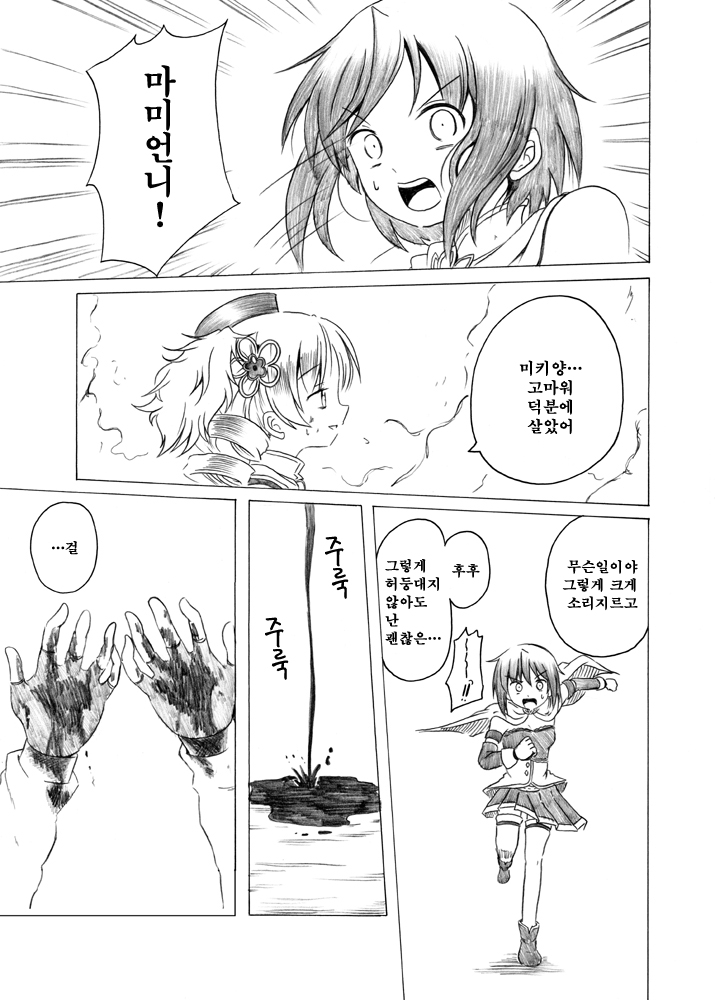 마미언니!
미키양…
고마워
덕분에
살았어
무슨일이야
그렇게 크게
소리지르고
후후
그렇게
허둥대지
않아도
난
괜찮은…
…!!
주룩
주룩
…걸